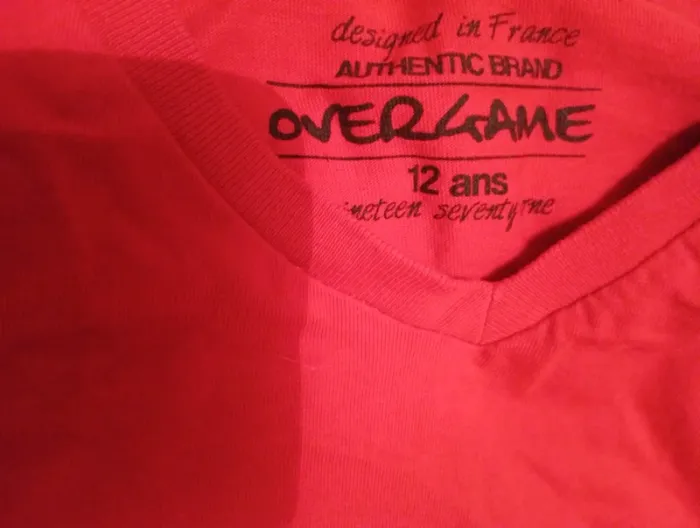 designed in France
AUTHENTIC BRAND
OVERGAME
12 ans
seventy